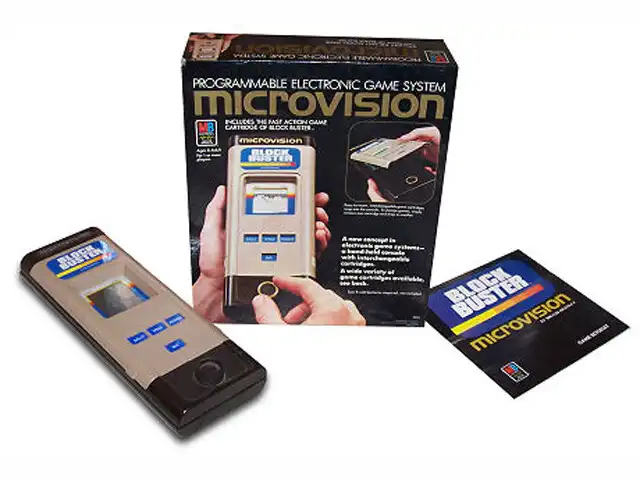 PROGRAMMABLE ELECTRONIC GAME SYSTEM
microvision
INCLUDES THE FAST ACTION GAME
CARTRIDGE OF BLOCK BUSTER.
MB
microvision
BLOCK
BUSTER
A new concept in
electronic game systems—
a hand-held console
with interchangeable
cartridges.
A wide variety of
game cartridges available,
see back.
BLOCK
BUSTER
BLOCK
BUSTER
microvision
GAME BOOKLET
MB